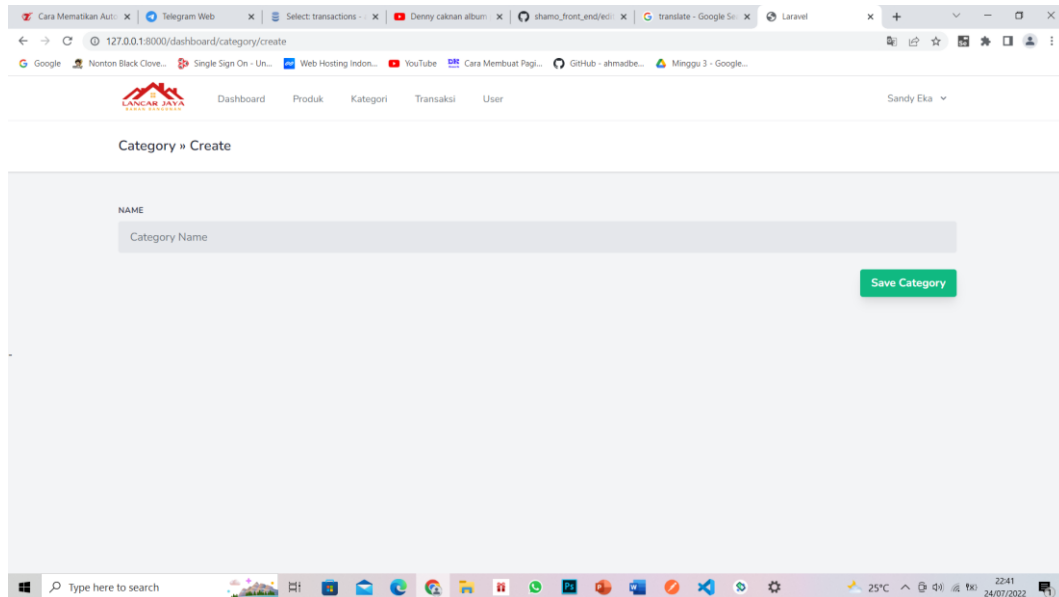 Cara Mematikan Auto
Telegram Web
Select: transactions -
Denny caknan album
shamo_front_end/edi
translate - Google Se
Laravel
127.0.0.1:8000/dashboard/category/create
Google
Nonton Black Clove...
Single Sign On - Un...
Web Hosting Indon...
YouTube
Cara Membuat Pagi...
GitHub - ahmadbe...
Minggu 3 - Google...
LANCAR JAYA
Dashboard Produk Kategori Transaksi User
Sandy Eka
Category » Create
NAME
Category Name
Save Category
Type here to search
25°C
22:41
24/07/2022